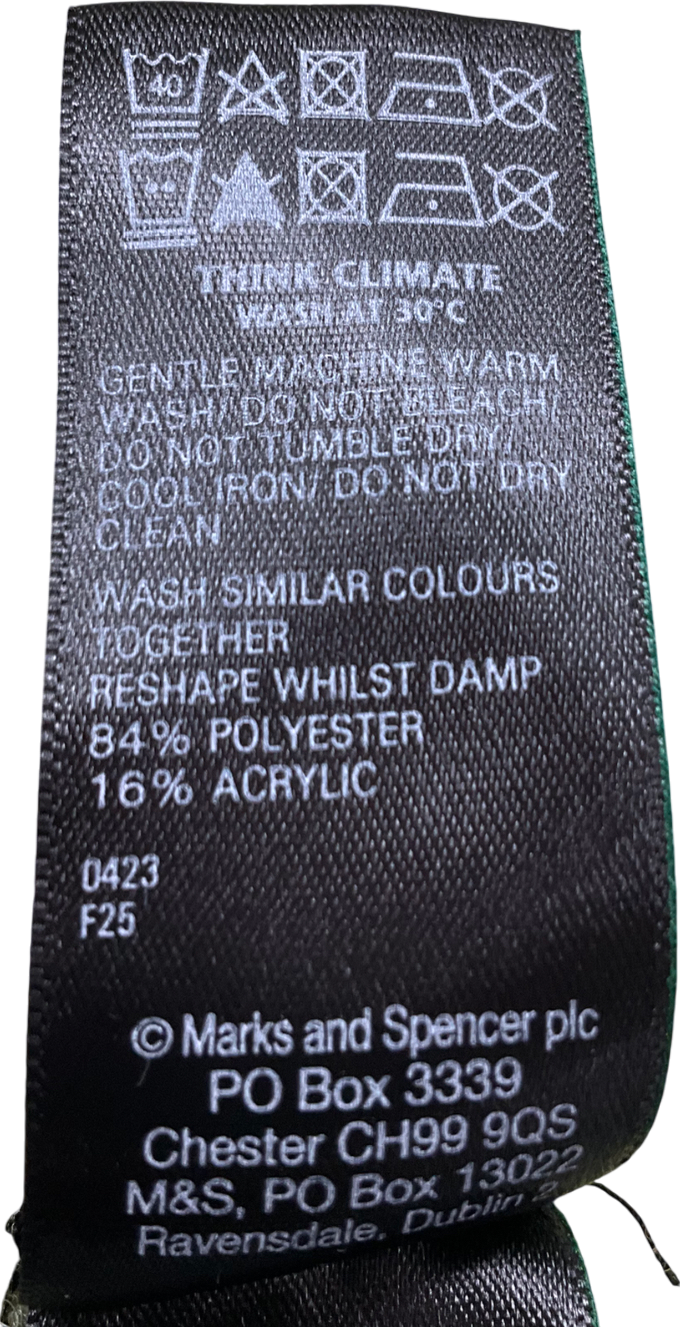 40
THINK CLIMATE
WASH AT 30°C
GENTLE MACHINE WARM
WASH/ DO NOT BLEACH/
DO NOT TUMBLE DRY/
COOL IRON/ DO NOT DRY
CLEAN
WASH SIMILAR COLOURS
TOGETHER
RESHAPE WHILST DAMP
84% POLYESTER
16% ACRYLIC
0423
F25
© Marks and Spencer plc
PO Box 3339
Chester CH99 9QS
M&S, PO Box 13022
Ravensdale, Dublin 2